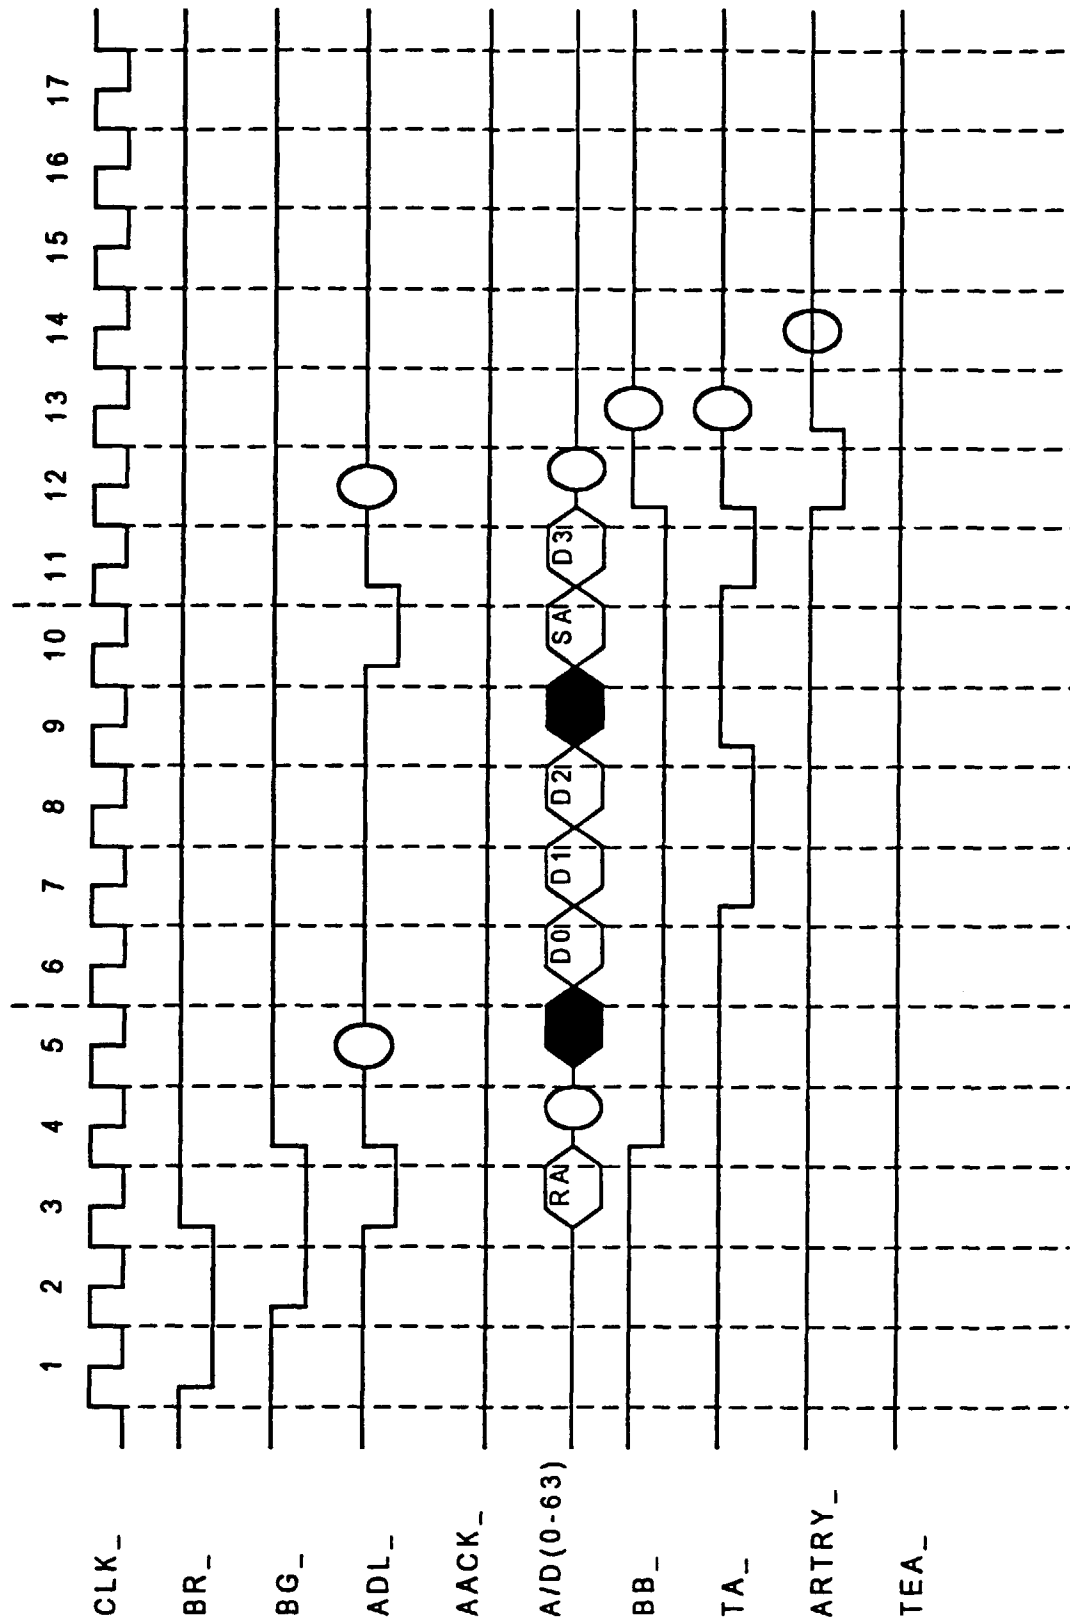 1 2 3 4 5 6 7 8 9 10 11 12 13 14 15 16 17
CLK_
BR_
BG_
ADL_
AACK_
A/D(0-63) RA D0 D1 D2 SA D3
BB_
TA_
ARTRY_
TEA_